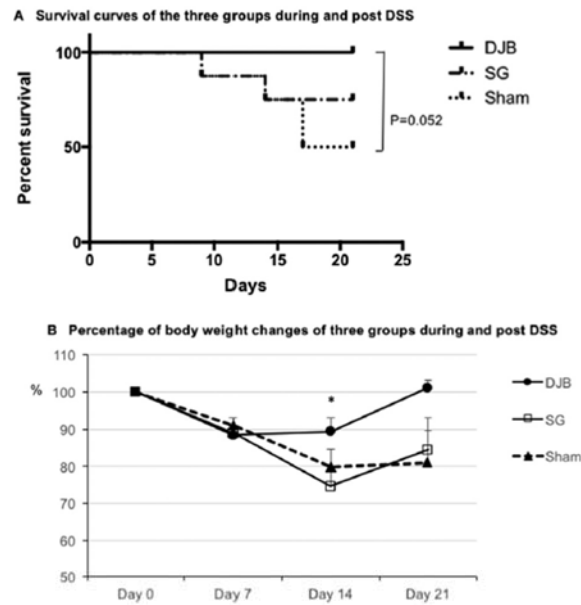 A Survival curves of the three groups during and post DSS
Percent survival
100
50
0
0 5 10 15 20 25
Days
DJB
SG
Sham
P=0.052
B Percentage of body weight changes of three groups during and post DSS
%
110
100
90
80
70
60
50
*
Day 0 Day 7 Day 14 Day 21
DJB
SG
Sham